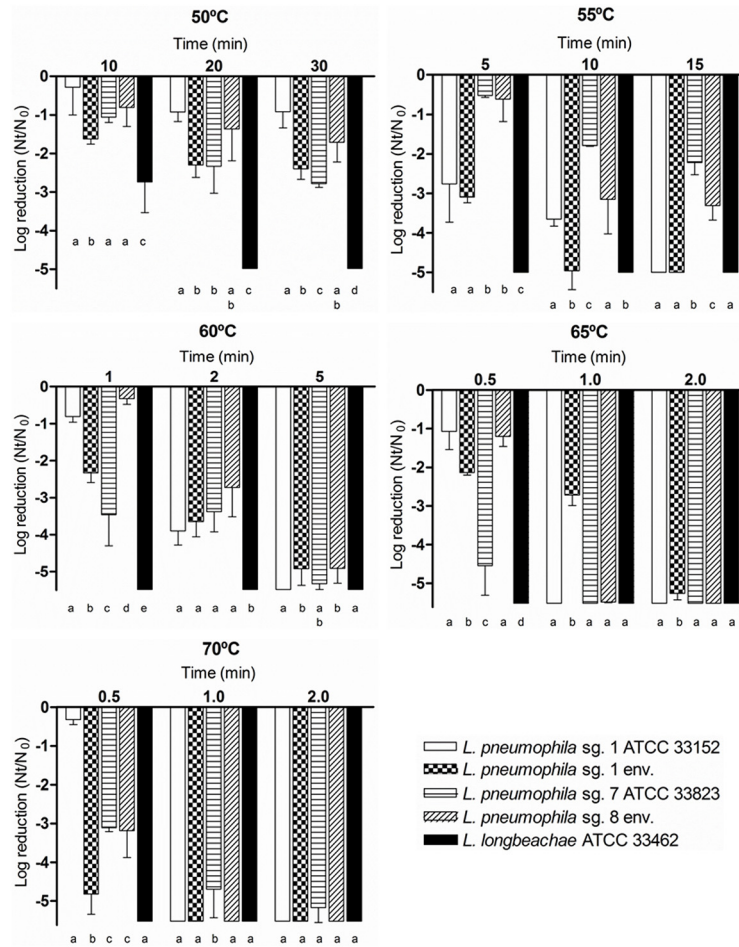 50ºC
Time (min)
10 20 30
0
-1
-2
-3
-4
-5
Log reduction (Nt/N0)
a b a a c a b b a c a b c a d
b b
55ºC
Time (min)
5 10 15
0
-1
-2
-3
-4
-5
Log reduction (Nt/N0)
a a b b c a b c a b a a b c a
60ºC
Time (min)
1 2 5
0
-1
-2
-3
-4
-5
Log reduction (Nt/N0)
a b c d e a a a a b a b a b a
b
65ºC
Time (min)
0.5 1.0 2.0
0
-1
-2
-3
-4
-5
Log reduction (Nt/N0)
a b c a d a b a a a a b a a a
70ºC
Time (min)
0.5 1.0 2.0
0
-1
-2
-3
-4
-5
Log reduction (Nt/N0)
a b c c a a a b a a a a a a a
L. pneumophila sg. 1 ATCC 33152
L. pneumophila sg. 1 env.
L. pneumophila sg. 7 ATCC 33823
L. pneumophila sg. 8 env.
L. longbeachae ATCC 33462